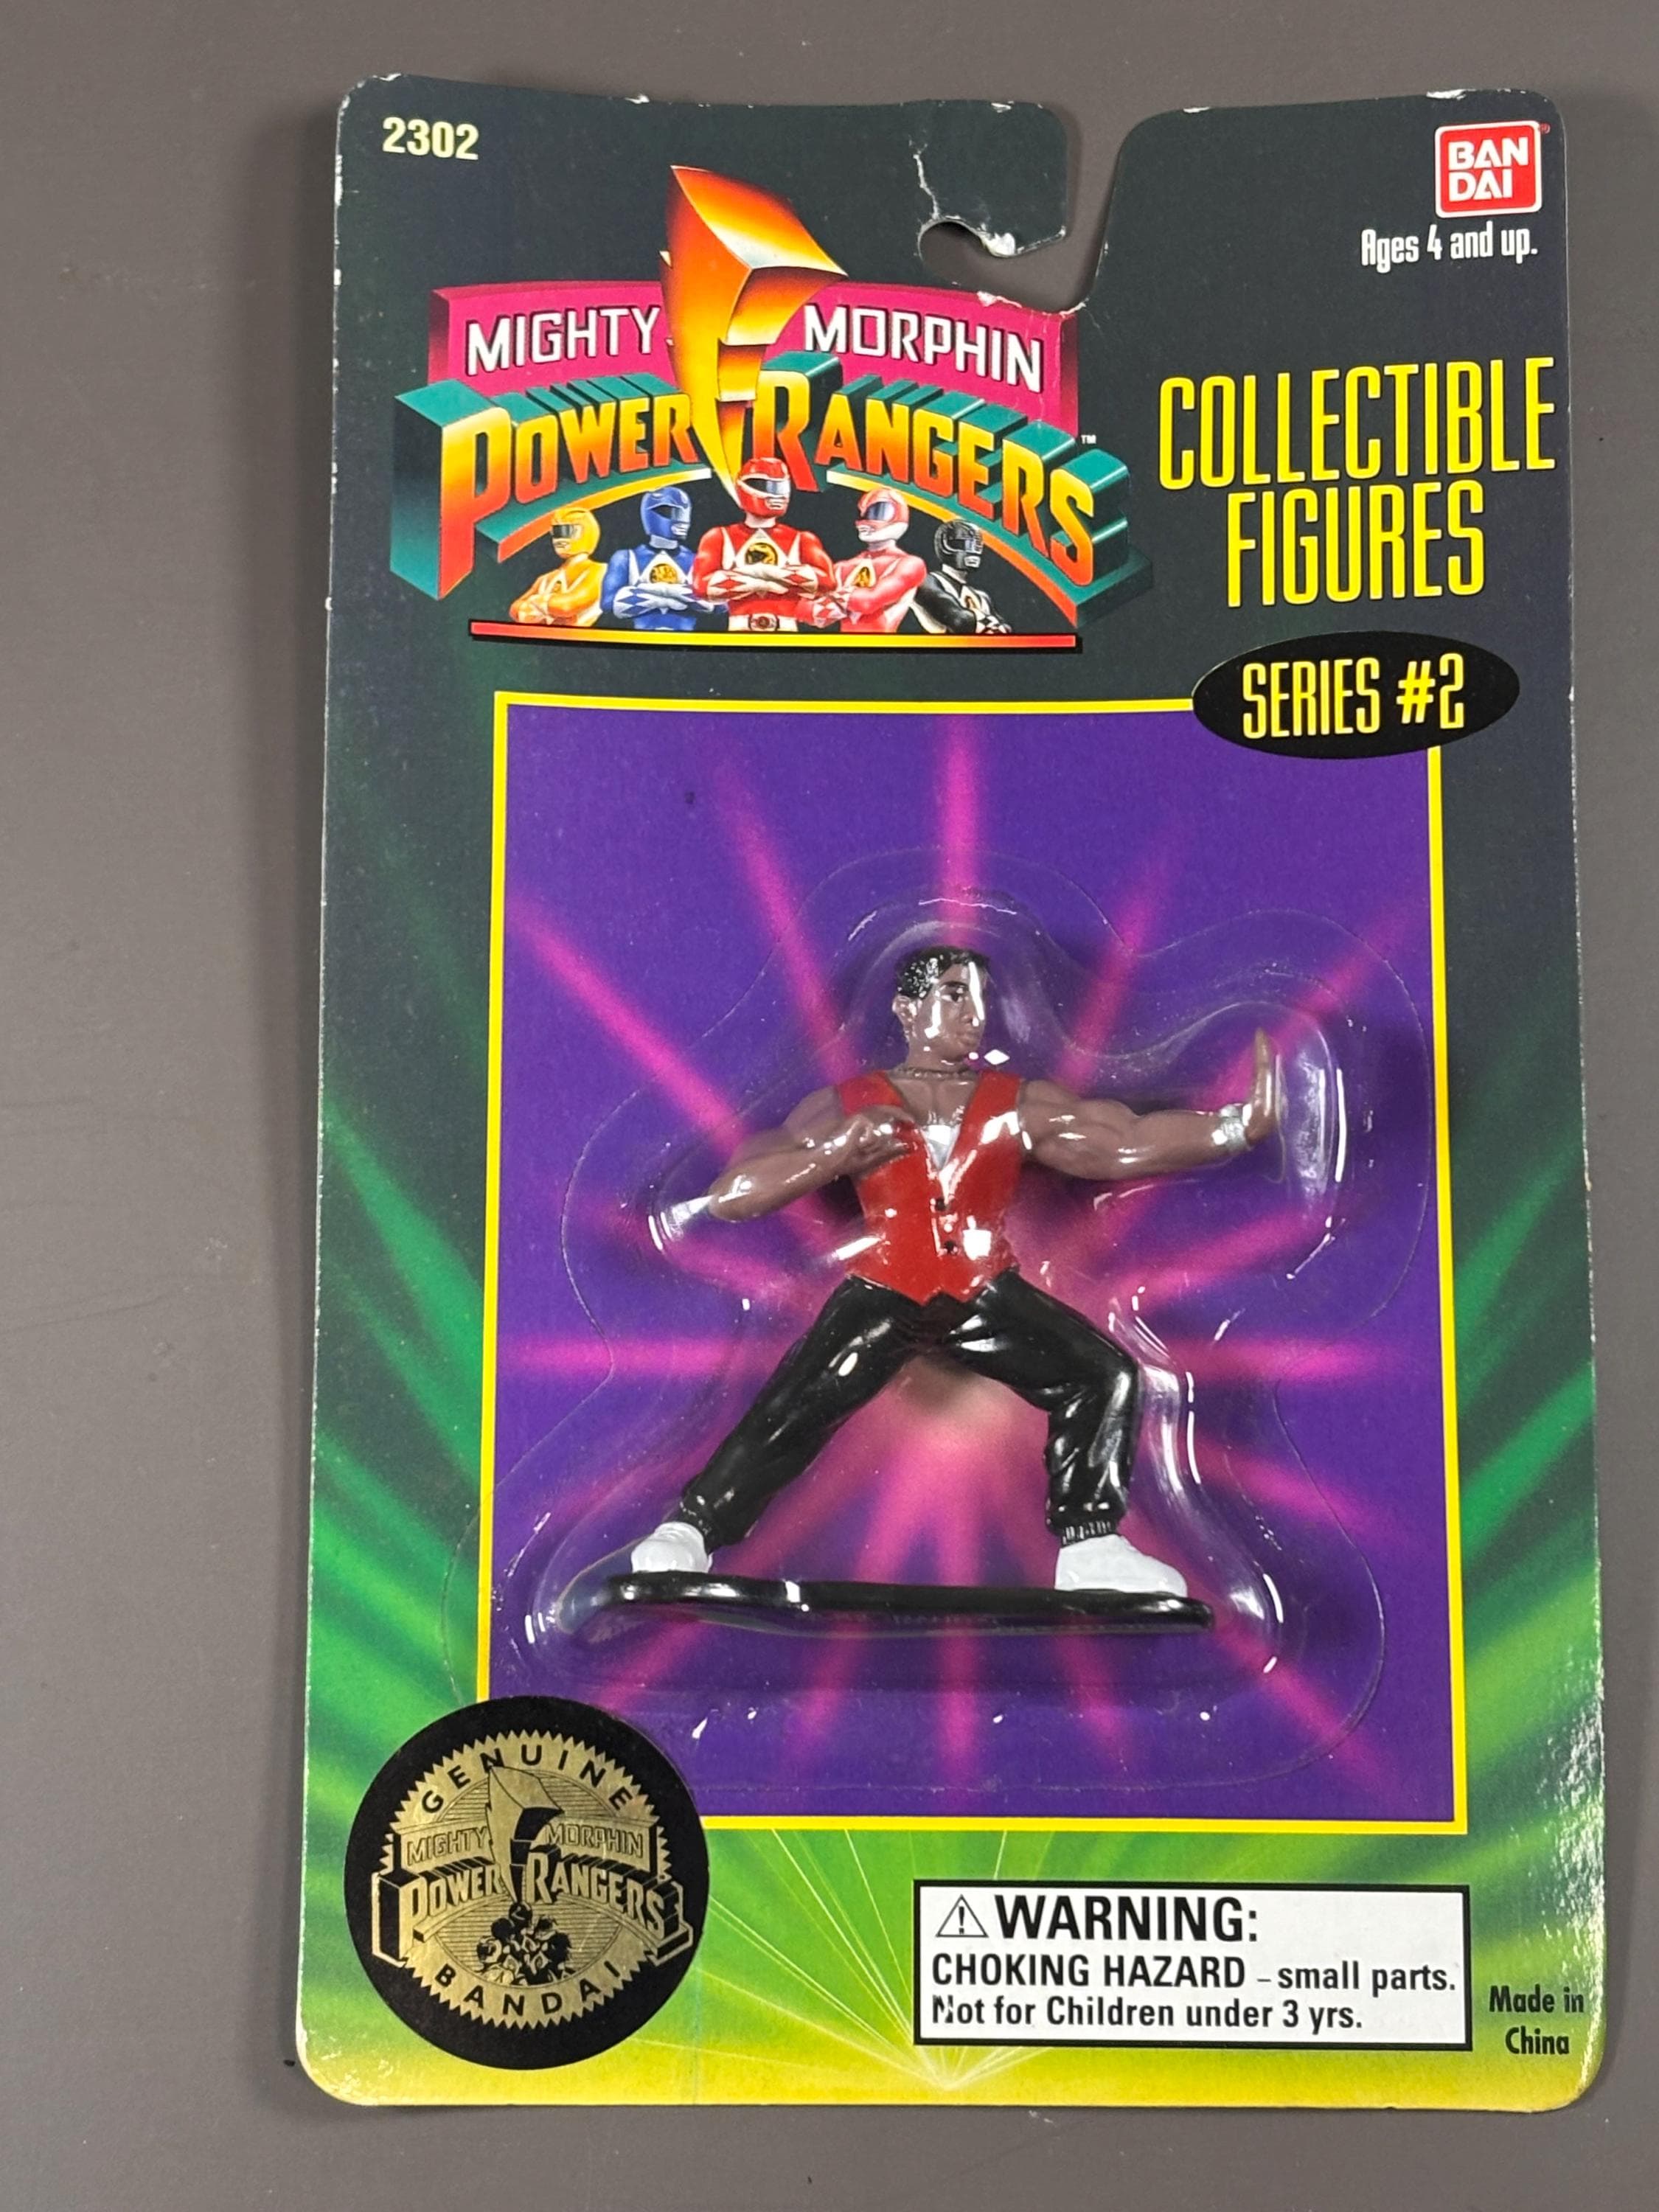 2302
BAN
DAI
®
Ages 4 and up.
MIGHTY MORPHIN
POWER RANGERS
™
COLLECTIBLE
FIGURES
SERIES #2
GENUINE
MIGHTY MORPHIN
POWER RANGERS
BANDAI
⚠ WARNING:
CHOKING HAZARD – small parts.
Not for Children under 3 yrs.
Made in
China